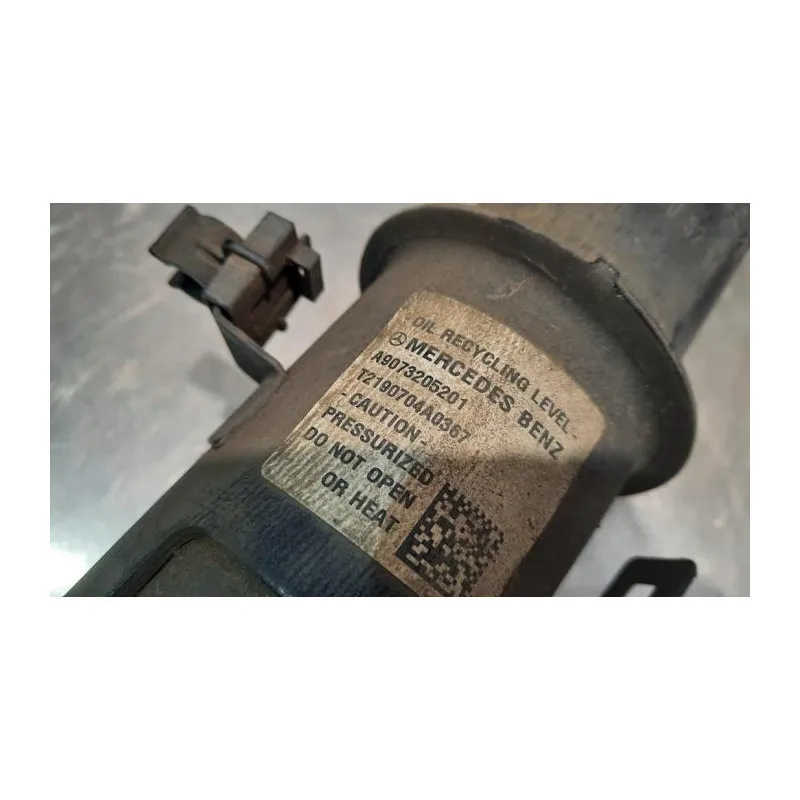 OIL RECYCLING LEVEL -
MERCEDES BENZ
A9073205201
T2190704A0367
- CAUTION -
PRESSURIZED
DO NOT OPEN
OR HEAT